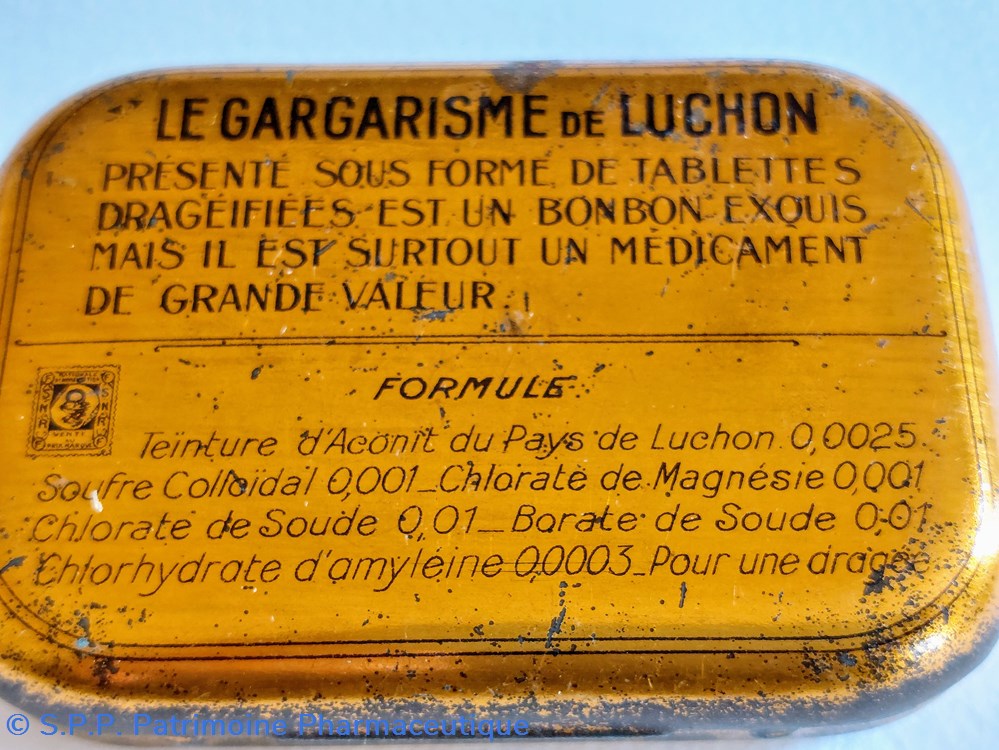 LE GARGARISME DE LUCHON
PRÉSENTÉ SOUS FORME DE TABLETTES
DRAGÉIFIÉES EST UN BONBON EXQUIS
MAIS IL EST SURTOUT UN MÉDICAMENT
DE GRANDE VALEUR.
FORMULE:
Teinture d'Aconit du Pays de Luchon 0,0025.
Soufre Colloïdal 0,001_Chlorate de Magnésie 0,001
Chlorate de Soude 0,01_Borate de Soude 0.01
Chlorhydrate d'amyléine 0,0003_Pour une dragée
© S.P.P. Patrimoine Pharmaceutique